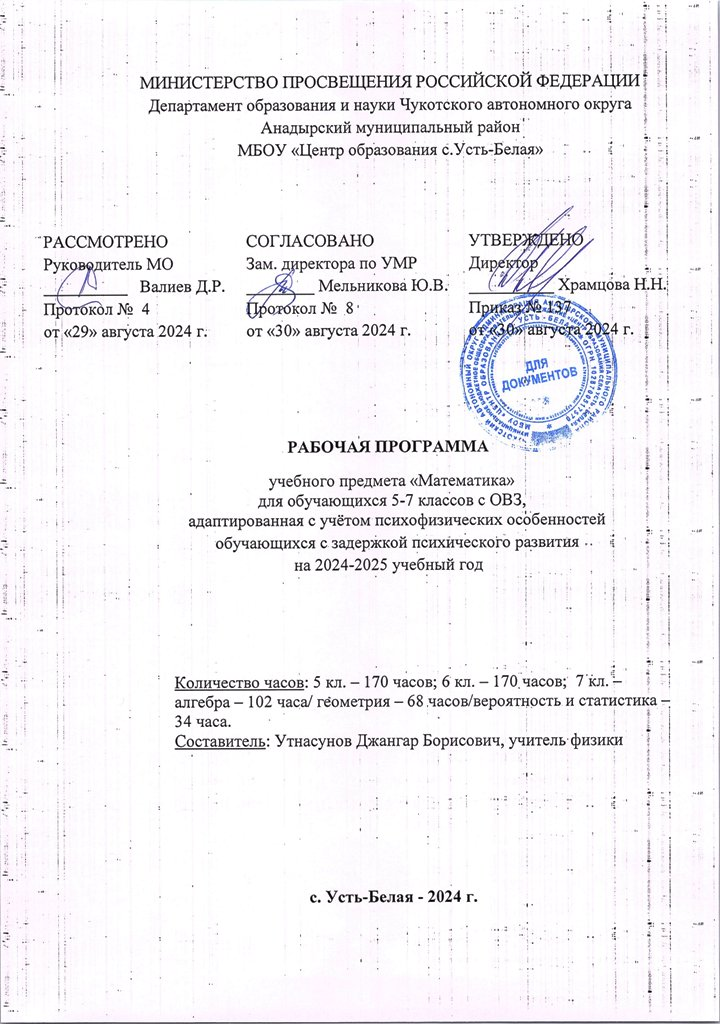 МИНИСТЕРСТВО ПРОСВЕЩЕНИЯ РОССИЙСКОЙ ФЕДЕРАЦИИ
Департамент образования и науки Чукотского автономного округа
Анадырский муниципальный район
МБОУ «Центр образования с.Усть-Белая»
РАССМОТРЕНО
Руководитель МО
__________ Валиев Д.Р.
Протокол № 4
от «29» августа 2024 г.
СОГЛАСОВАНО
Зам. директора по УМР
________ Мельникова Ю.В.
Протокол № 8
от «30» августа 2024 г.
УТВЕРЖДЕНО
Директор
__________ Храмцова Н.Н.
Приказ № 137
от «30» августа 2024 г.
ДЛЯ
ДОКУМЕНТОВ
РАБОЧАЯ ПРОГРАММА
учебного предмета «Математика»
для обучающихся 5-7 классов с ОВЗ,
адаптированная с учётом психофизических особенностей
обучающихся с задержкой психического развития
на 2024-2025 учебный год
Количество часов: 5 кл. – 170 часов; 6 кл. – 170 часов; 7 кл. –
алгебра – 102 часа/ геометрия – 68 часов/вероятность и статистика –
34 часа.
Составитель: Утнасунов Джангар Борисович, учитель физики
с. Усть-Белая - 2024 г.